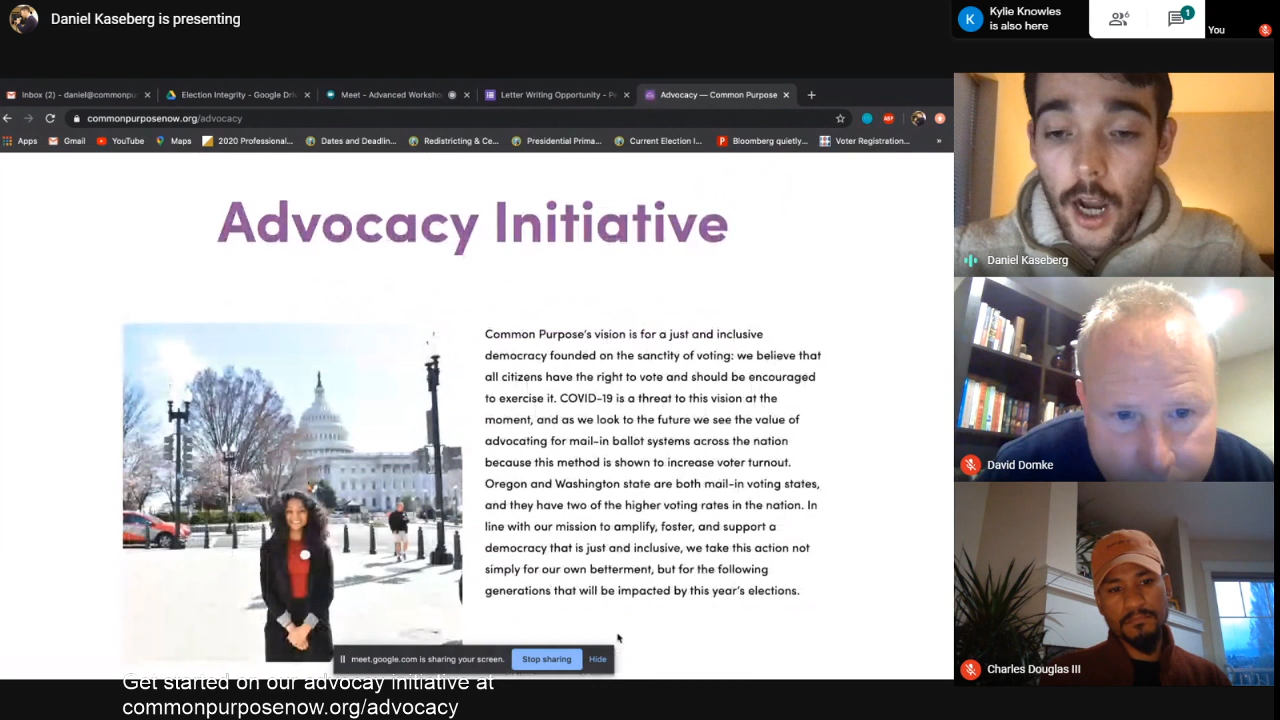 Daniel Kaseberg is presenting
K
Kylie Knowles
is also here
6
1
You
Inbox (2) - daniel@commonpu
Election Integrity - Google Dri
Meet - Advanced Worksho
Letter Writing Opportunity - P
Advocacy — Common Purpose
commonpurposenow.org/advocacy
ABP
Apps
Gmail
YouTube
Maps
2020 Professional...
Dates and Deadlin...
Redistricting & Ce...
Presidential Prima...
Current Election I...
Bloomberg quietly...
Voter Registration...
»
Advocacy Initiative
Common Purpose's vision is for a just and inclusive
democracy founded on the sanctity of voting: we believe that
all citizens have the right to vote and should be encouraged
to exercise it. COVID-19 is a threat to this vision at the
moment, and as we look to the future we see the value of
advocating for mail-in ballot systems across the nation
because this method is shown to increase voter turnout.
Oregon and Washington state are both mail-in voting states,
and they have two of the higher voting rates in the nation. In
line with our mission to amplify, foster, and support a
democracy that is just and inclusive, we take this action not
simply for our own betterment, but for the following
generations that will be impacted by this year's elections.
meet.google.com is sharing your screen.
Stop sharing
Hide
Get started on our advocay initiative at
commonpurposenow.org/advocacy
Daniel Kaseberg
David Domke
Charles Douglas III